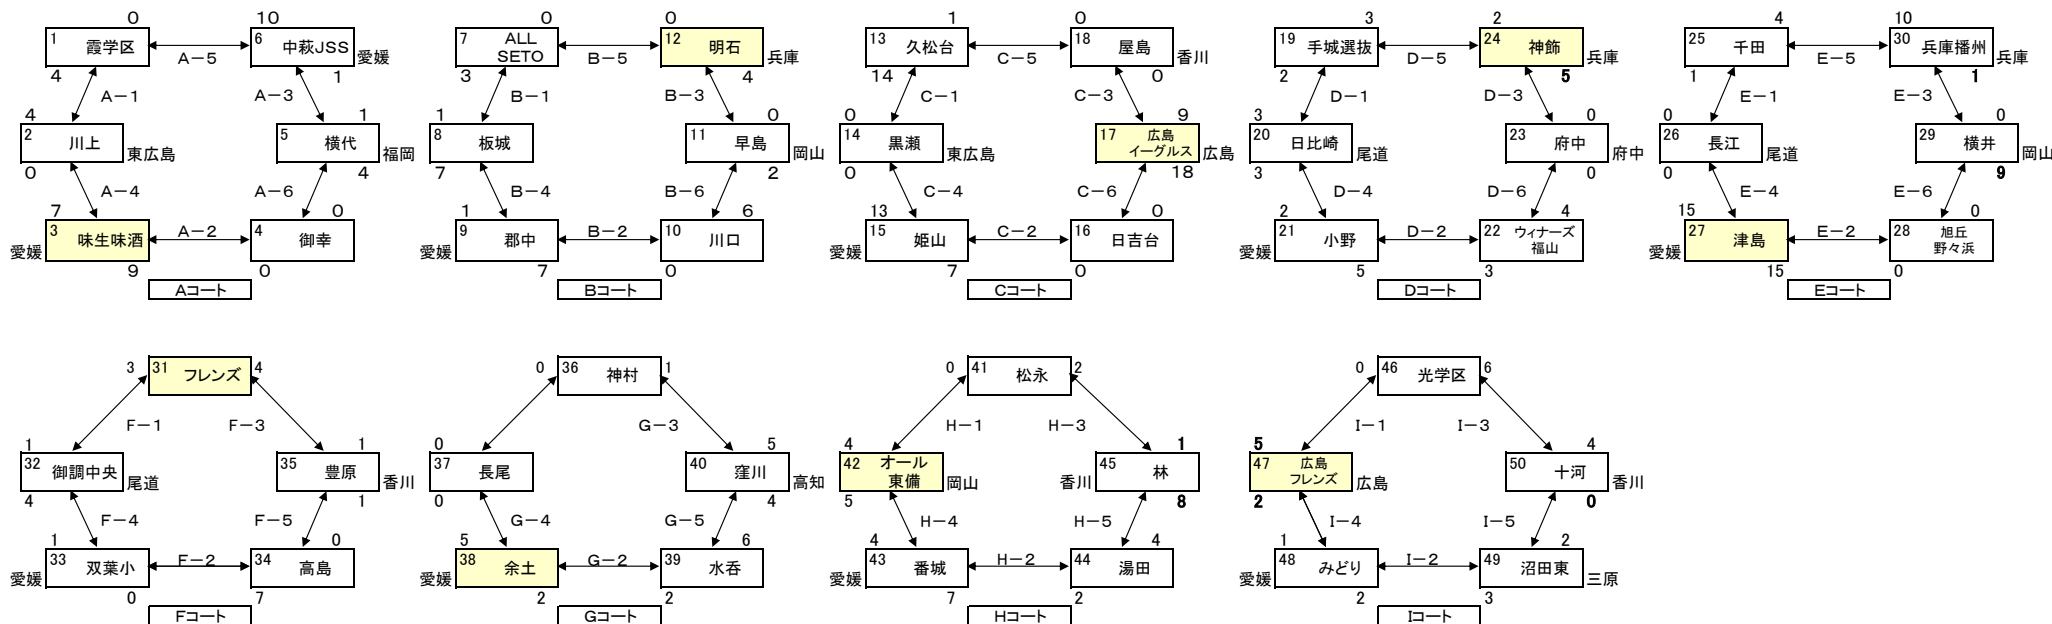 0 10 0 0 1 0 3 2 4 10
1 霞学区 A－5 6 中萩JSS 愛媛 7 ALL SETO B－5 12 明石 兵庫 13 久松台 C－5 18 屋島 香川 19 手城選抜 D－5 24 神飾 兵庫 25 千田 E－5 30 兵庫播州 兵庫
4 1 3 4 14 0 2 5 1 1
A－1 A－3 B－1 B－3 C－1 C－3 D－1 D－3 E－1 E－3
4 1 1 0 0 9 3 0 0 0
2 川上 東広島 5 横代 福岡 8 板城 11 早島 岡山 14 黒瀬 東広島 17 広島 イーグルス 広島 20 日比崎 尾道 23 府中 府中 26 長江 尾道 29 横井 岡山
0 4 7 2 0 18 3 0 0 9
A－4 A－6 B－4 B－6 C－4 C－6 D－4 D－6 E－4 E－6
7 0 1 6 13 0 2 4 15 0
愛媛 3 味生味酒 A－2 4 御幸 愛媛 9 郡中 B－2 10 川口 愛媛 15 姫山 C－2 16 日吉台 愛媛 21 小野 D－2 22 ウィナーズ 福山 愛媛 27 津島 E－2 28 旭丘 野々浜
9 0 7 0 7 0 5 3 15 0
Aコート Bコート Cコート Dコート Eコート
3 31 フレンズ 4 0 36 神村 1 0 41 松永 2 0 46 光学区 6
F－1 F－3 G－3 H－1 H－3 I－1 I－3
1 1 0 5 4 1 5 4
32 御調中央 尾道 35 豊原 香川 37 長尾 40 窪川 高知 42 オール 東備 岡山 香川 45 林 47 広島 フレンズ 広島 50 十河 香川
4 1 0 4 5 8 2 0
F－4 F－5 G－4 G－5 H－4 H－5 I－4 I－5
1 0 5 6 4 4 1 2
愛媛 33 双葉小 F－2 34 高島 愛媛 38 余土 G－2 39 水呑 愛媛 43 番城 H－2 44 湯田 愛媛 48 みどり I－2 49 沼田東 三原
0 7 2 2 7 2 2 3
Fコート Gコート Hコート Iコート